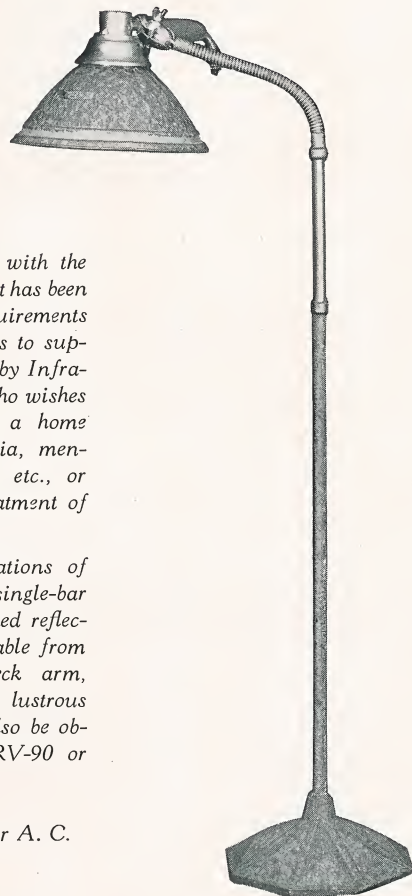 with the
t has been
uirements
s to sup-
by Infra-
ho wishes
a home
ia, men-
etc., or
atment of
ations of
single-bar
ed reflec-
able from
ck arm,
lustrous
lso be ob-
RV-90 or
r A. C.